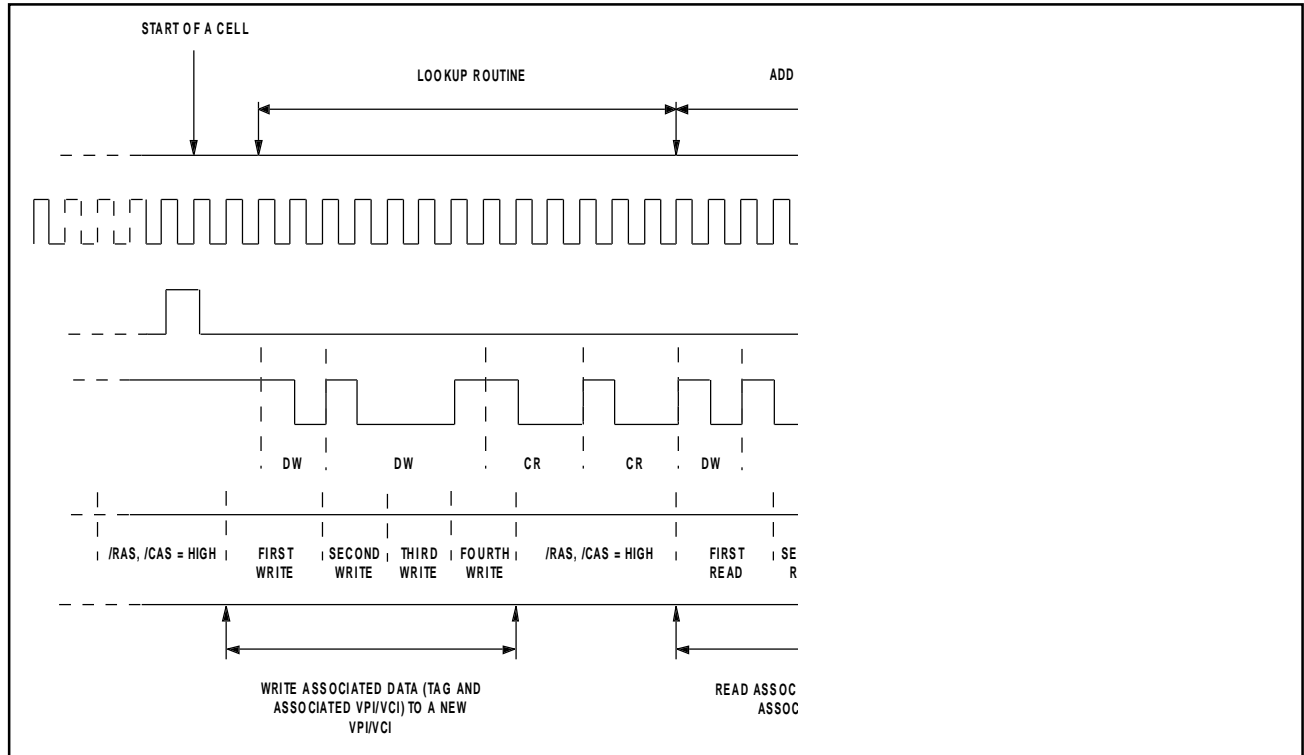 START OF A CELL
LOOKUP ROUTINE
ADD
DW
DW
CR
CR
DW
/RAS, /CAS = HIGH
FIRST
WRITE
SECOND
WRITE
THIRD
WRITE
FOURTH
WRITE
/RAS, /CAS = HIGH
FIRST
READ
SE
R
WRITE ASSOCIATED DATA (TAG AND
ASSOCIATED VPI/VCI) TO A NEW
VPI/VCI
READ ASSOC
ASSOC